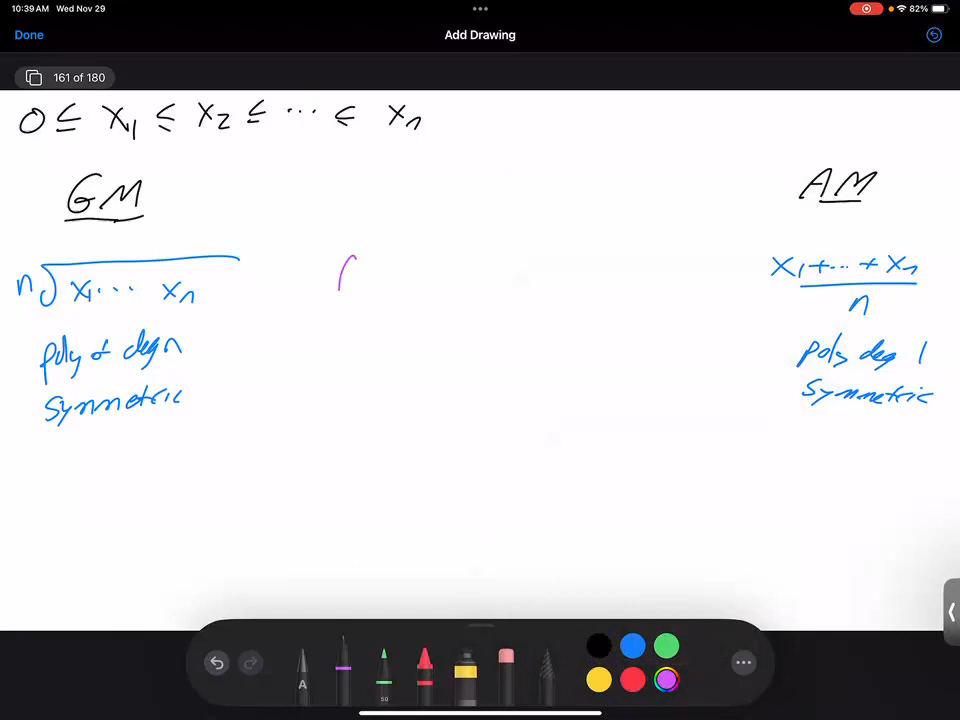 10:39 AM Wed Nov 29
82%
Done
Add Drawing
161 of 180
0 ≤ x₁ ≤ x₂ ≤ ⋯ ≤ xₙ
GM
AM
ⁿ√(x₁⋯ xₙ)
x₁+⋯+xₙ
n
poly of deg n
poly deg 1
symmetric
symmetric
A
50